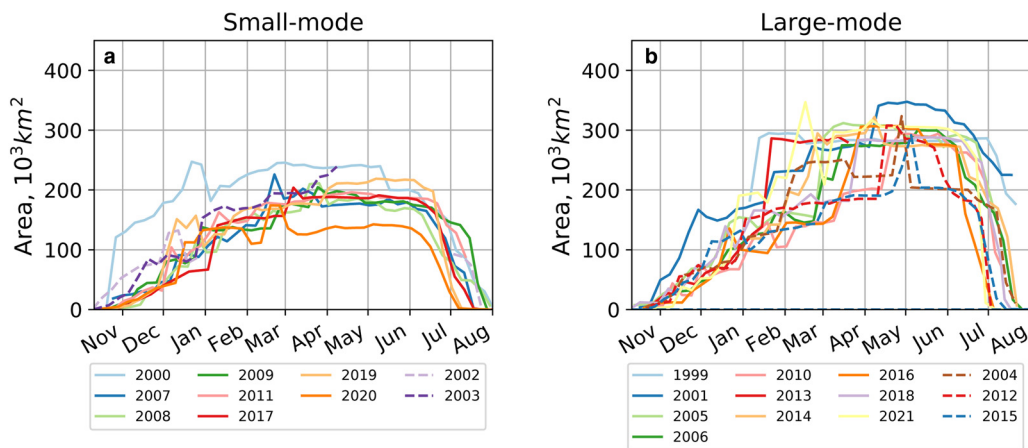 Small-mode
a
Area, 10³km²
400
300
200
100
0
Nov Dec Jan Feb Mar Apr May Jun Jul Aug
2000 2009 2019 2002
2007 2011 2020 2003
2008 2017
Large-mode
b
Area, 10³km²
400
300
200
100
0
Nov Dec Jan Feb Mar Apr May Jun Jul Aug
1999 2010 2016 2004
2001 2013 2018 2012
2005 2014 2021 2015
2006